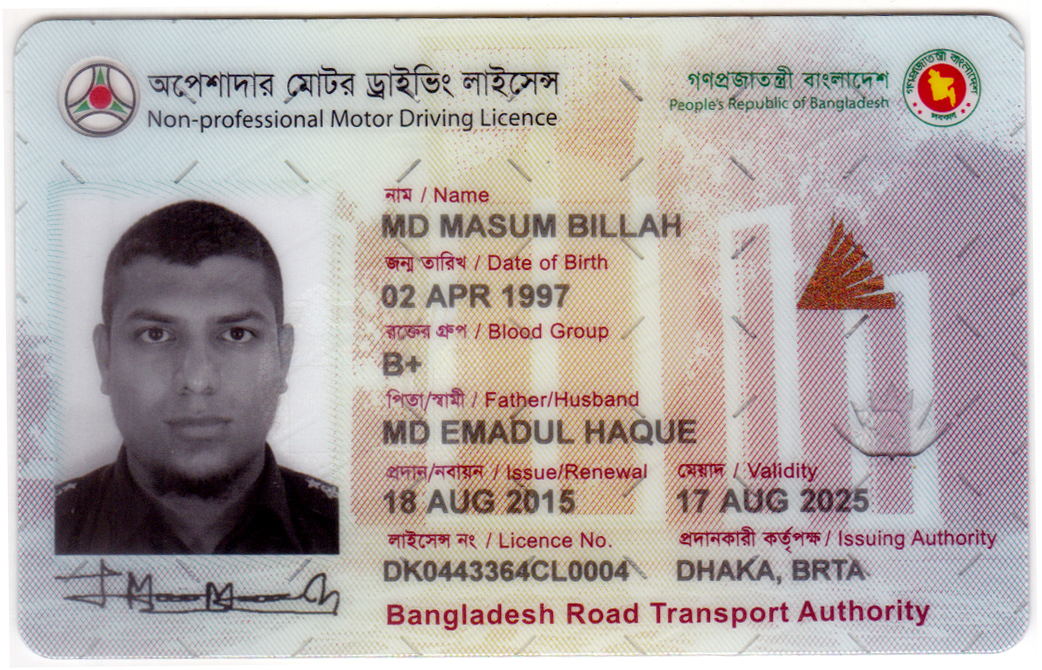 অপেশাদার মোটর ড্রাইভিং লাইসেন্স
Non-professional Motor Driving Licence
গণপ্রজাতন্ত্রী বাংলাদেশ
People's Republic of Bangladesh
নাম / Name
MD MASUM BILLAH
জন্ম তারিখ / Date of Birth
02 APR 1997
রক্তের গ্রুপ / Blood Group
B+
পিতা/স্বামী / Father/Husband
MD EMADUL HAQUE
প্রদান/নবায়ন / Issue/Renewal
18 AUG 2015
মেয়াদ / Validity
17 AUG 2025
লাইসেন্স নং / Licence No.
DK0443364CL0004
প্রদানকারী কর্তৃপক্ষ / Issuing Authority
DHAKA, BRTA
Bangladesh Road Transport Authority